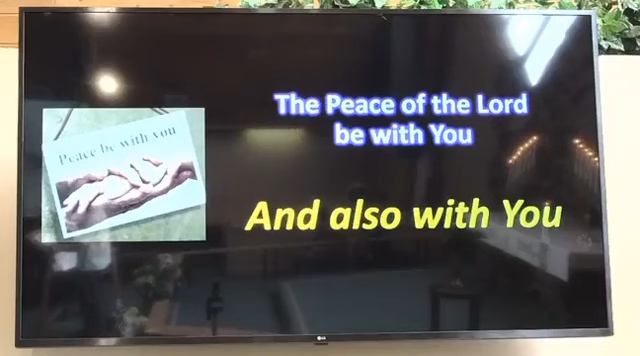 The Peace of the Lord
be with You
Peace be with you
And also with You
LG